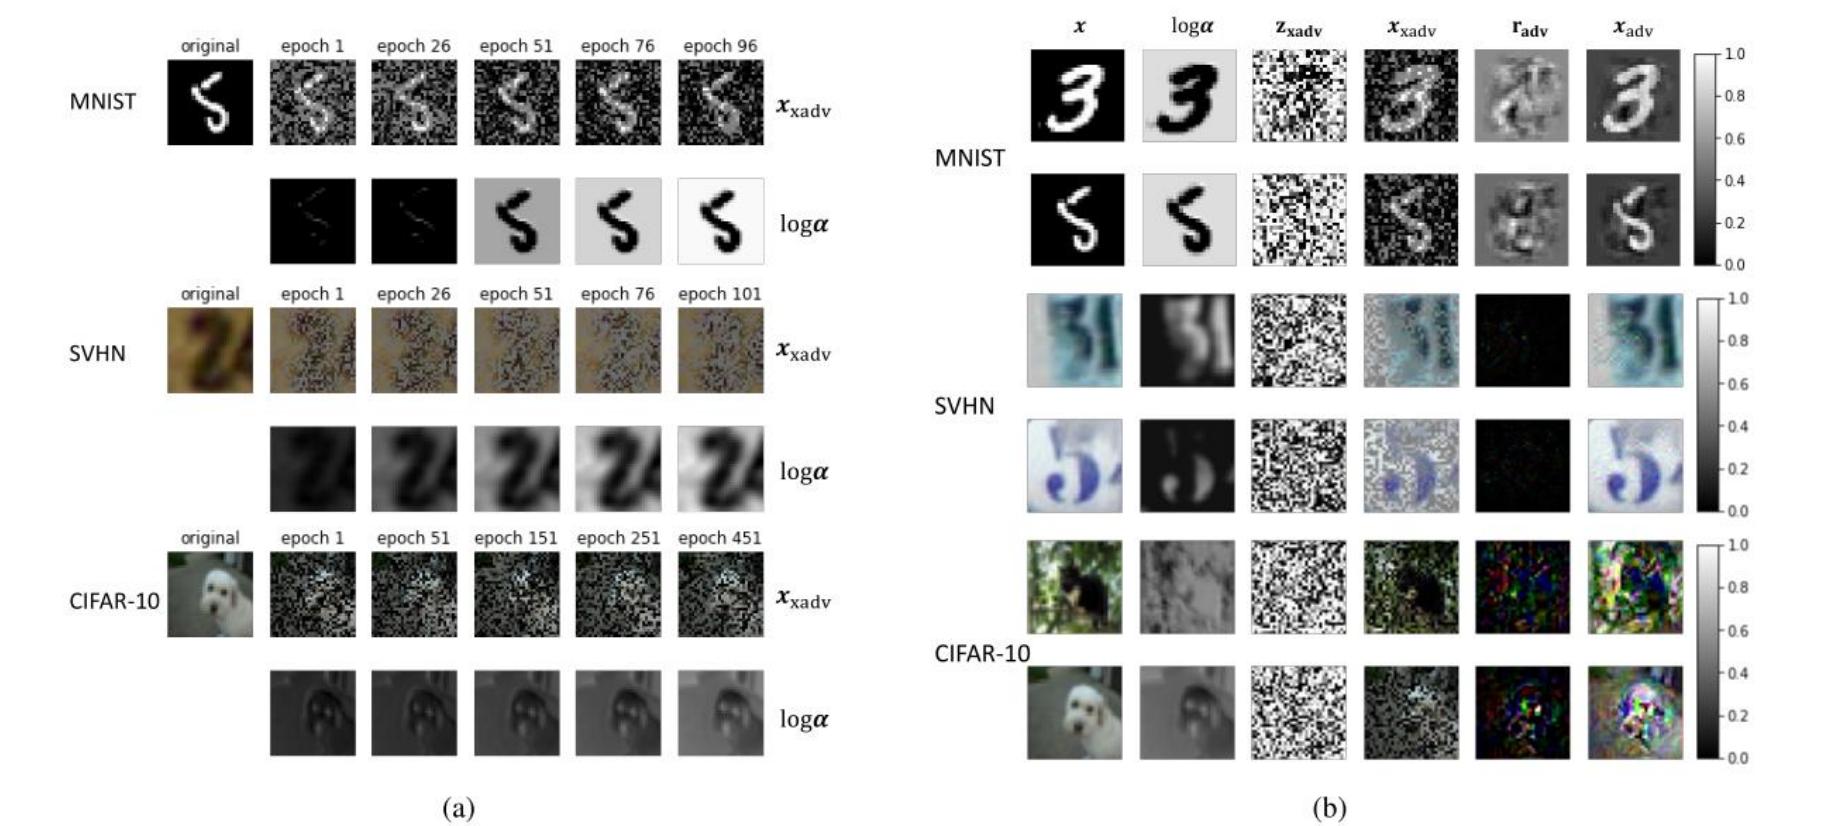 original epoch 1 epoch 26 epoch 51 epoch 76 epoch 96
MNIST
xxadv
logα
original epoch 1 epoch 26 epoch 51 epoch 76 epoch 101
SVHN
xxadv
logα
original epoch 1 epoch 51 epoch 151 epoch 251 epoch 451
CIFAR-10
xxadv
logα
(a)
x logα zxadv xxadv radv xadv
MNIST
1.0
0.8
0.6
0.4
0.2
0.0
SVHN
1.0
0.8
0.6
0.4
0.2
0.0
CIFAR-10
1.0
0.8
0.6
0.4
0.2
0.0
(b)